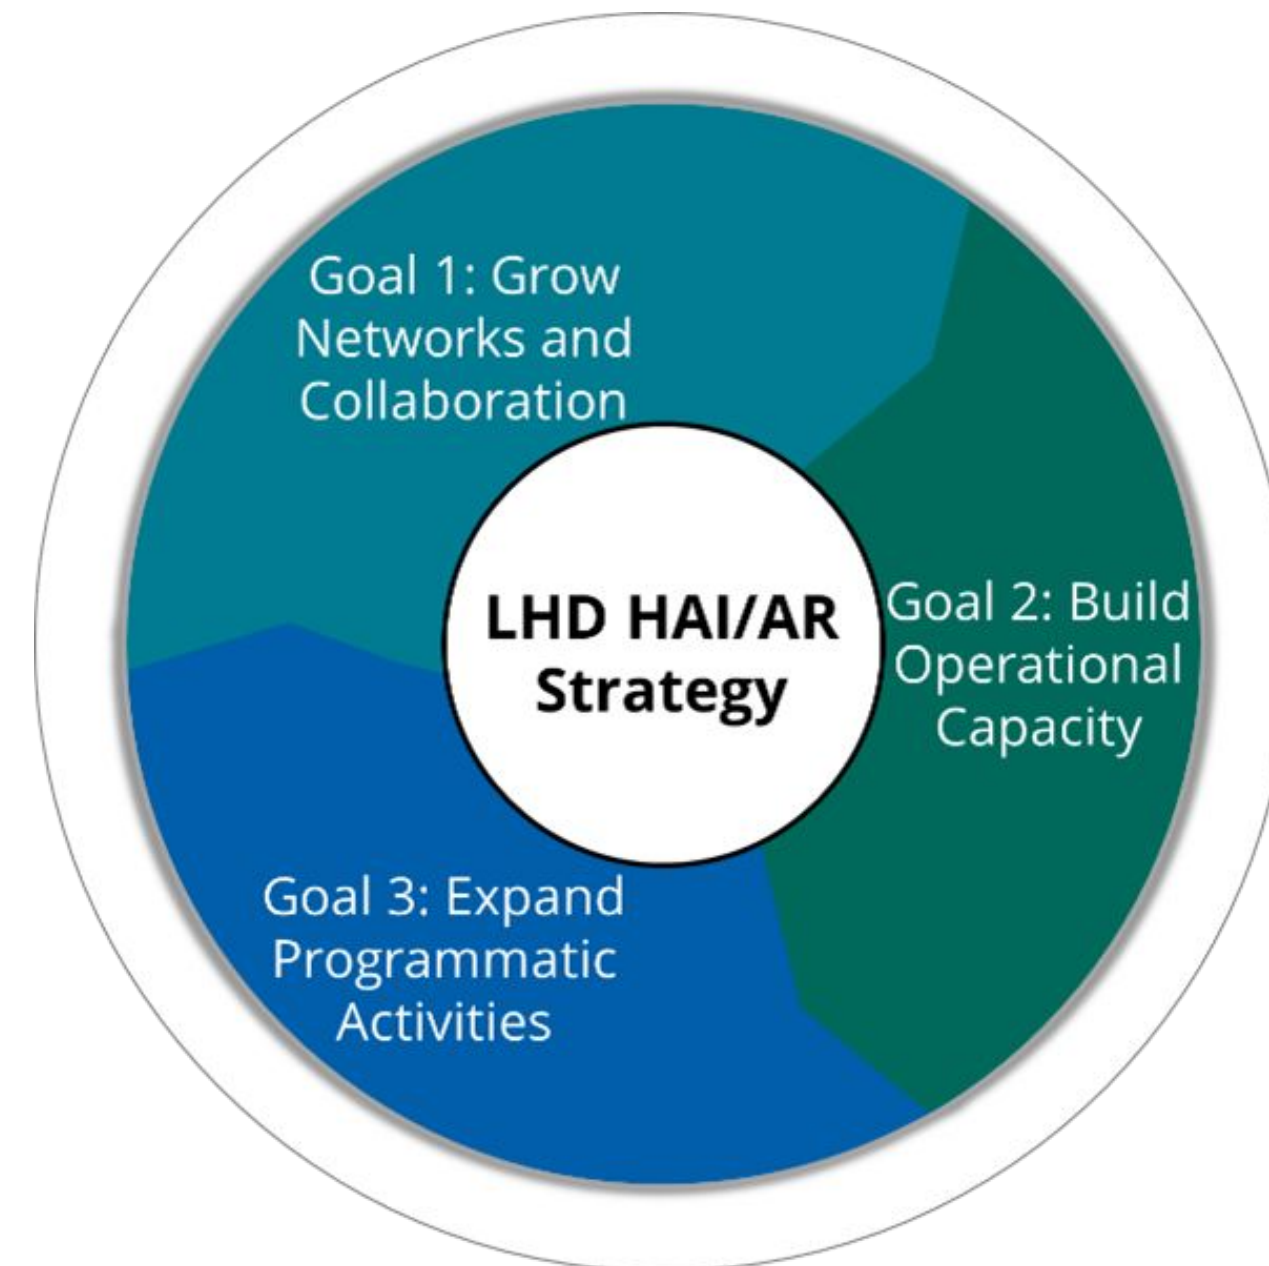 Goal 1: Grow
Networks and
Collaboration
LHD HAI/AR
Strategy
Goal 2: Build
Operational
Capacity
Goal 3: Expand
Programmatic
Activities